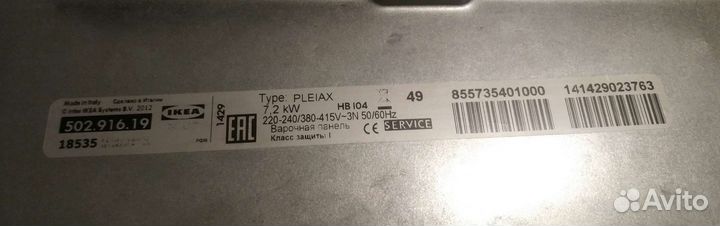 Made in Italy Сделано в Италии
© Inter IKEA Systems B.V. 2012
502.916.19
18535
IKEA
1429
EAC
Type: PLEIAX
7,2 kW HB I04
220-240/380-415V~3N 50/60Hz
Варочная панель
Класс защиты: I
CE SERVICE
49
855735401000
141429023763
Avito